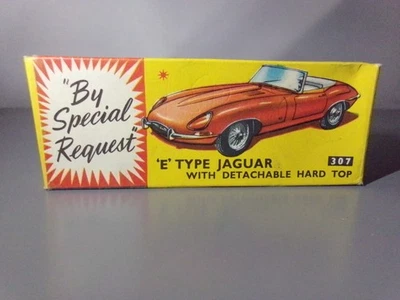 "By
Special
Request"
'E' TYPE JAGUAR
WITH DETACHABLE HARD TOP
307